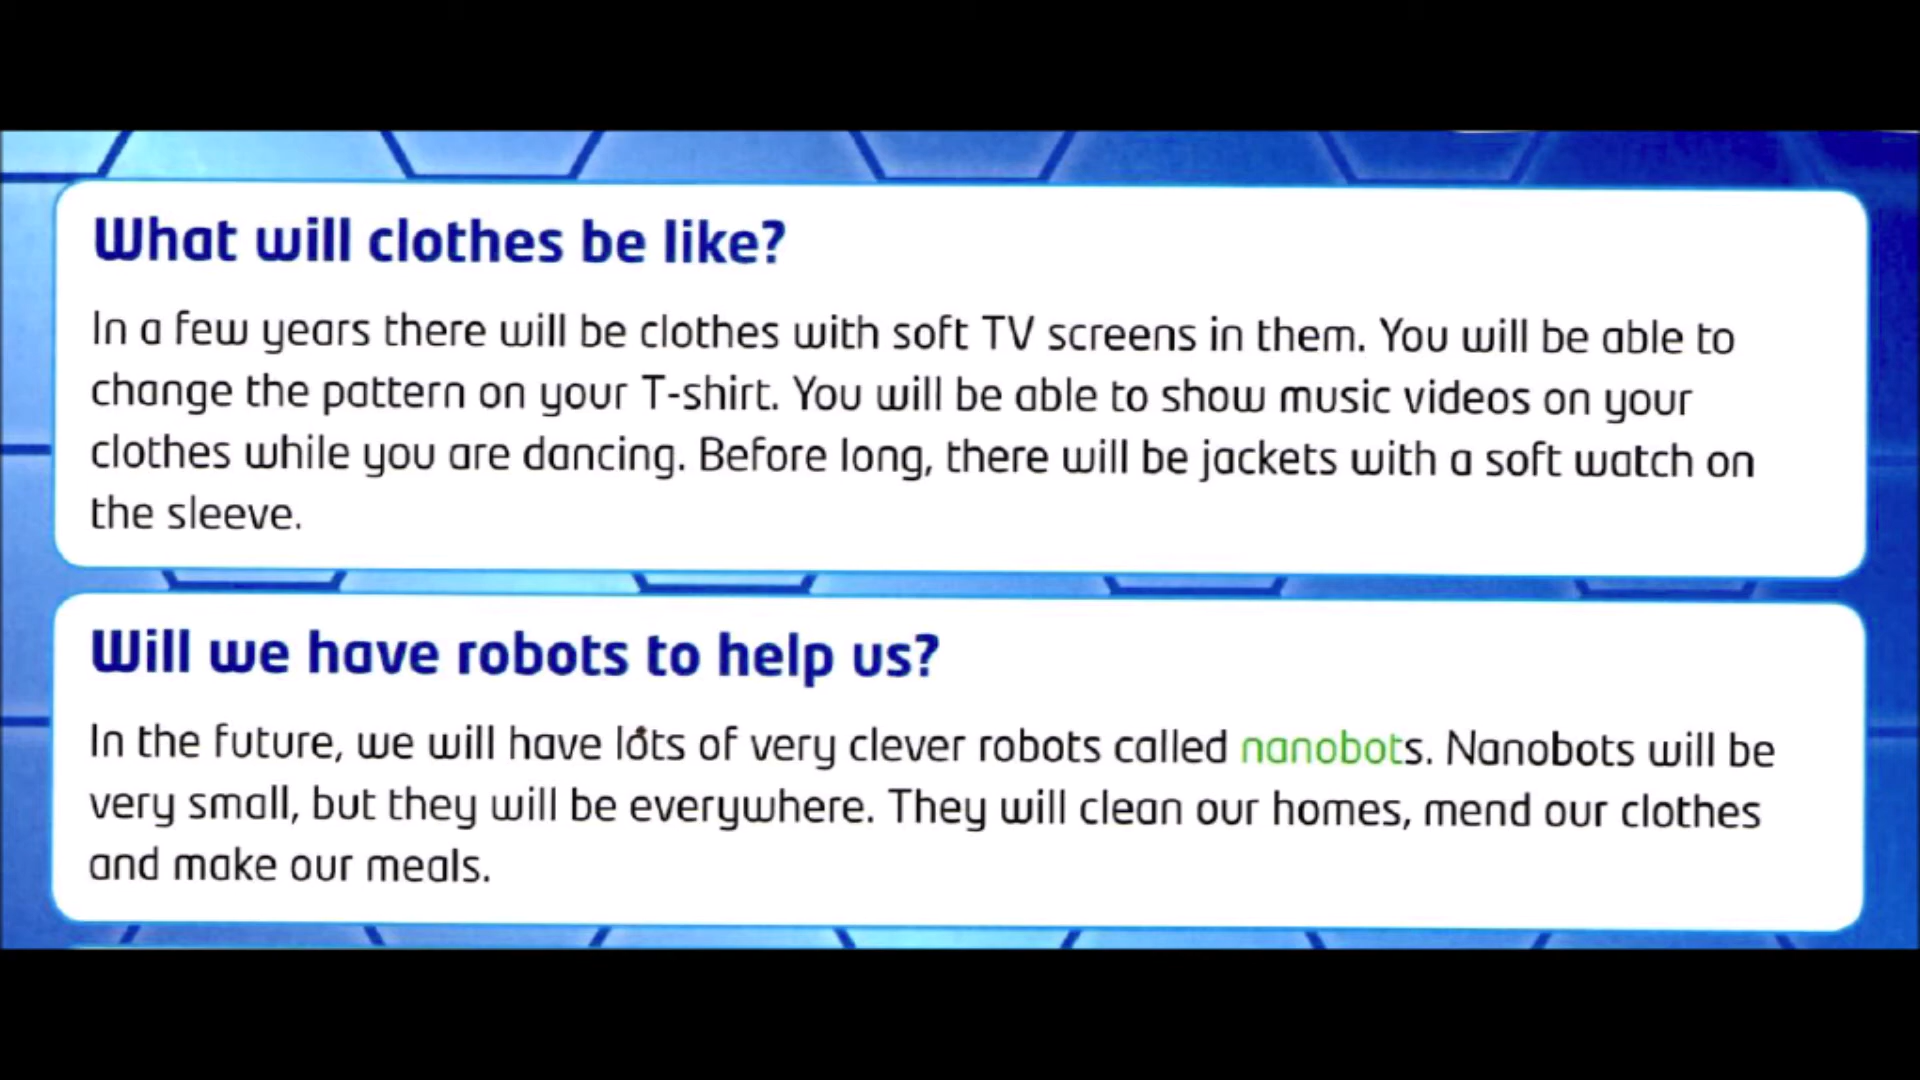 What will clothes be like?
In a few years there will be clothes with soft TV screens in them. You will be able to
change the pattern on your T-shirt. You will be able to show music videos on your
clothes while you are dancing. Before long, there will be jackets with a soft watch on
the sleeve.
Will we have robots to help us?
In the future, we will have lots of very clever robots called nanobots. Nanobots will be
very small, but they will be everywhere. They will clean our homes, mend our clothes
and make our meals.